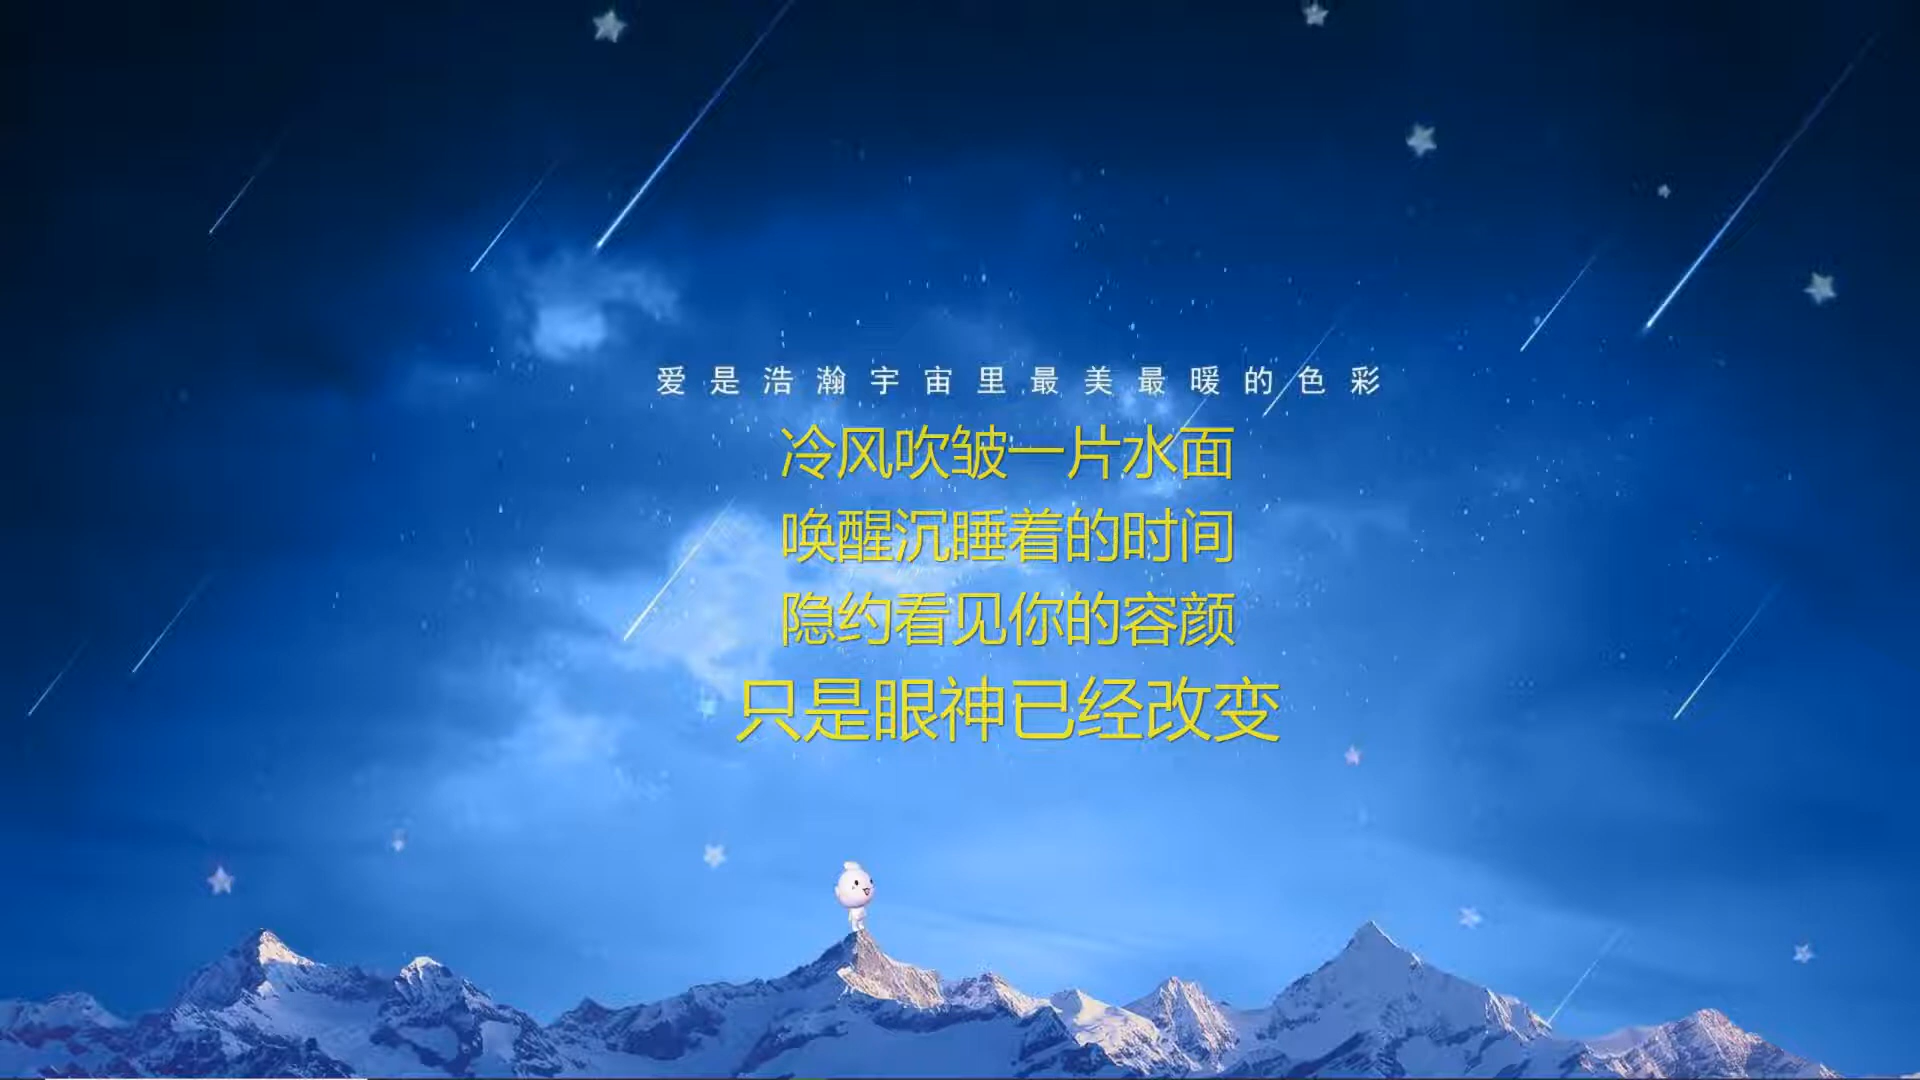 爱是浩瀚宇宙里最美最暖的色彩
冷风吹皱一片水面
唤醒沉睡着的时间
隐约看见你的容颜
只是眼神已经改变